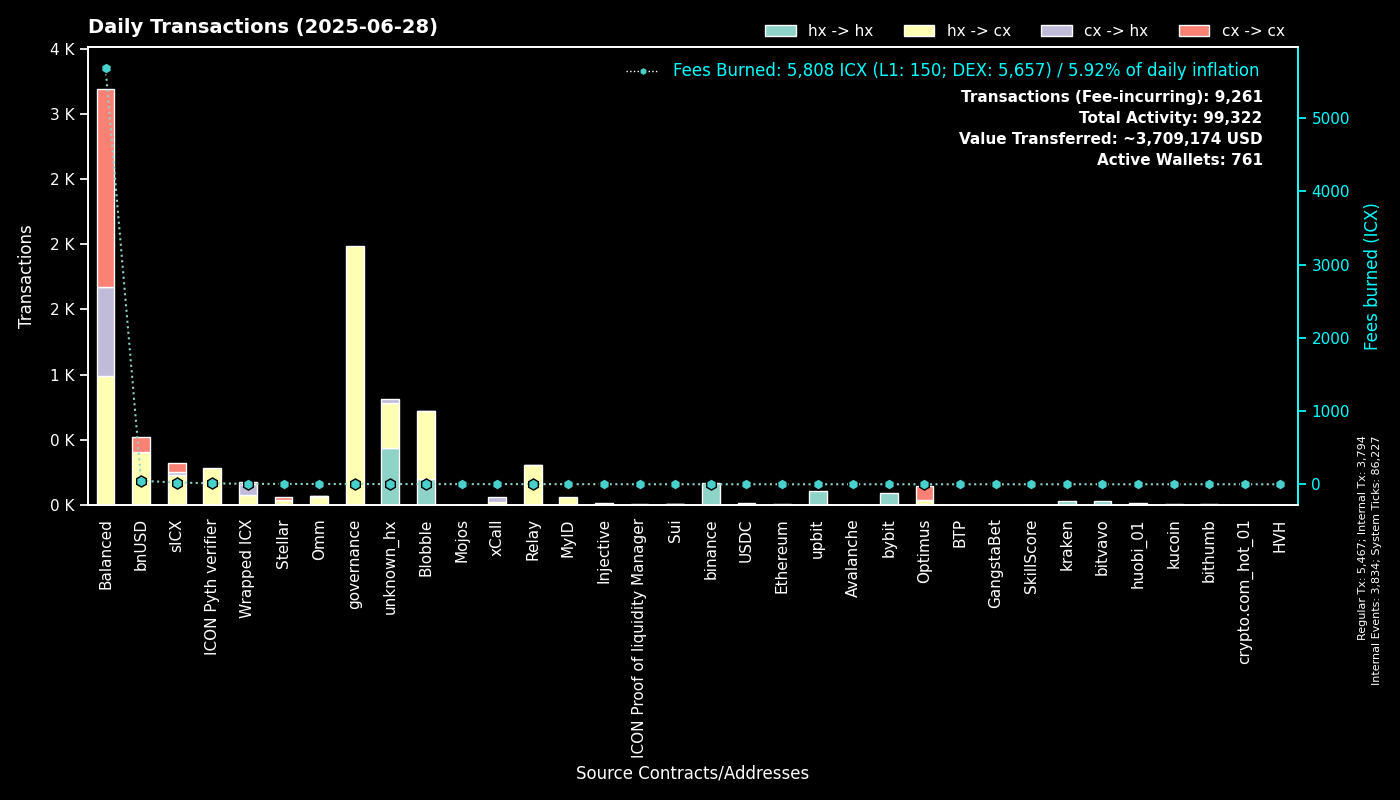 Daily Transactions (2025-06-28)
hx -> hx
hx -> cx
cx -> hx
cx -> cx
Fees Burned: 5,808 ICX (L1: 150; DEX: 5,657) / 5.92% of daily inflation
Transactions (Fee-incurring): 9,261
Total Activity: 99,322
Value Transferred: ~3,709,174 USD
Active Wallets: 761
Transactions
4 K
3 K
2 K
2 K
2 K
1 K
0 K
0 K
5000
4000
3000
2000
1000
0
Fees burned (ICX)
Regular Tx: 5,467; Internal Tx: 3,794
Internal Events: 3,834; System Ticks: 86,227
Balanced
bnUSD
sICX
ICON Pyth verifier
Wrapped ICX
Stellar
Omm
governance
unknown_hx
Blobble
Mojos
xCall
Relay
MyID
Injective
ICON Proof of liquidity Manager
Sui
binance
USDC
Ethereum
upbit
Avalanche
bybit
Optimus
BTP
GangstaBet
SkillScore
kraken
bitvavo
huobi_01
kucoin
bithumb
crypto.com_hot_01
HVH
Source Contracts/Addresses